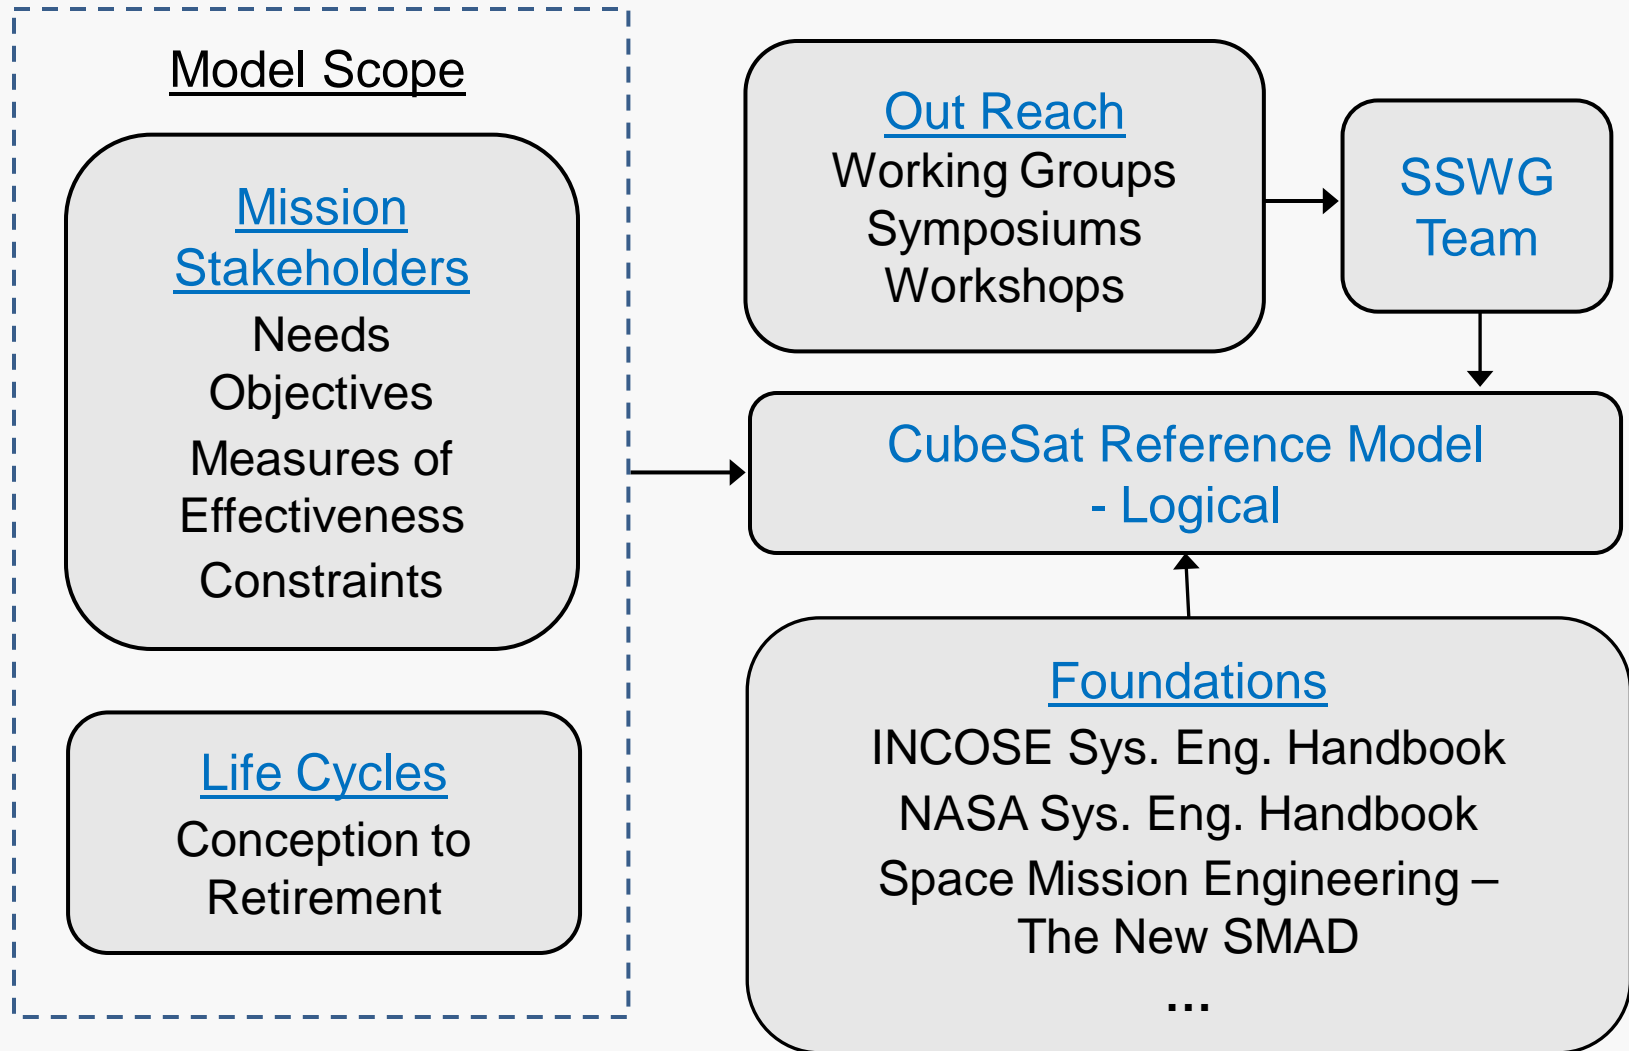 Model Scope
Mission
Stakeholders
Needs
Objectives
Measures of
Effectiveness
Constraints
Life Cycles
Conception to
Retirement
Out Reach
Working Groups
Symposiums
Workshops
SSWG
Team
CubeSat Reference Model
- Logical
Foundations
INCOSE Sys. Eng. Handbook
NASA Sys. Eng. Handbook
Space Mission Engineering –
The New SMAD
...